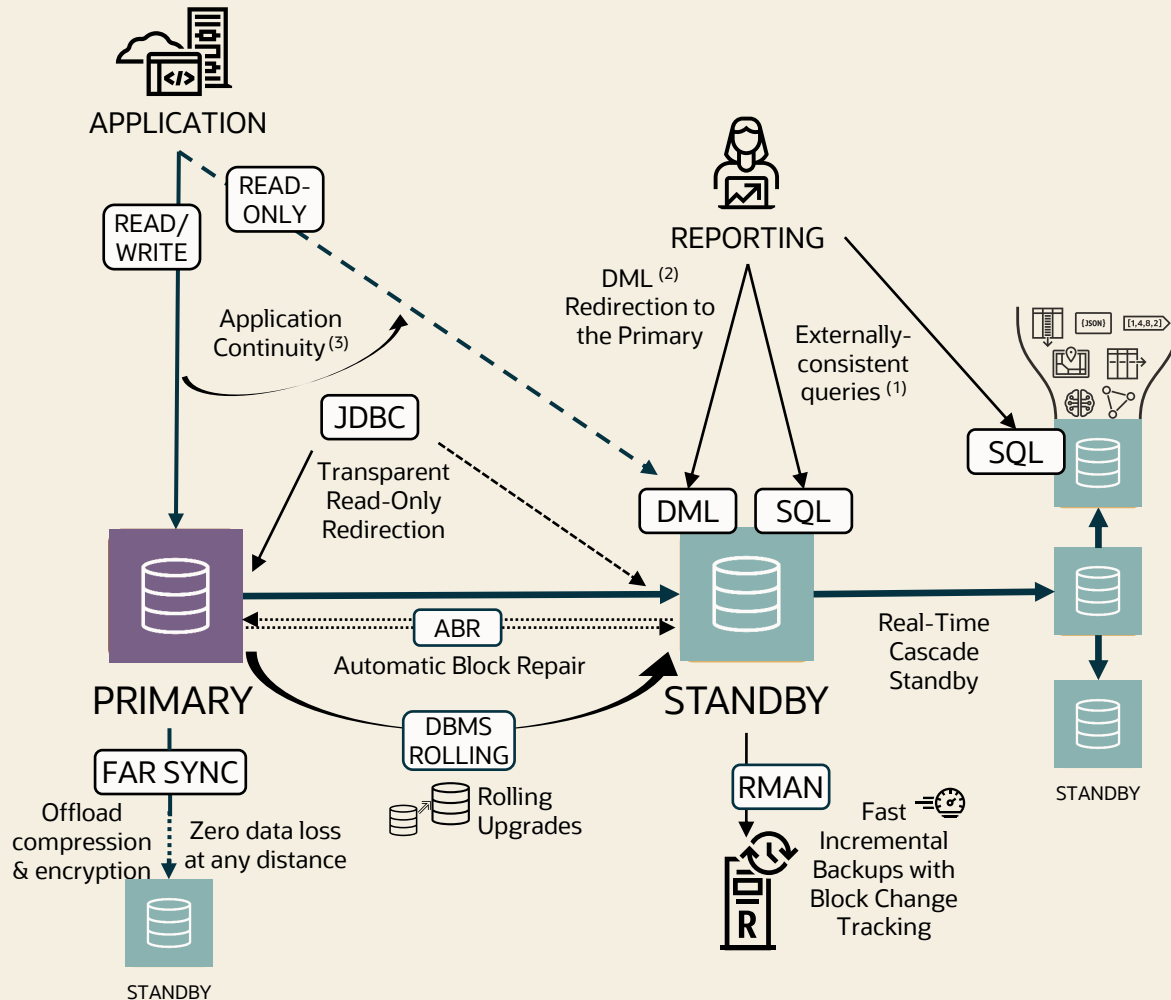 </>
APPLICATION
READ-
ONLY
READ/
WRITE
REPORTING
DML (2)
Redirection to
the Primary
Application
Continuity (3)
Externally-
consistent
queries (1)
{JSON}
[1,4,8,2]
JDBC
Transparent
Read-Only
Redirection
SQL
DML
SQL
ABR
Automatic Block Repair
Real-Time
Cascade
Standby
PRIMARY
STANDBY
DBMS
ROLLING
Rolling
Upgrades
FAR SYNC
Offload
compression
& encryption
Zero data loss
at any distance
RMAN
Fast
Incremental
Backups with
Block Change
Tracking
R
STANDBY
STANDBY